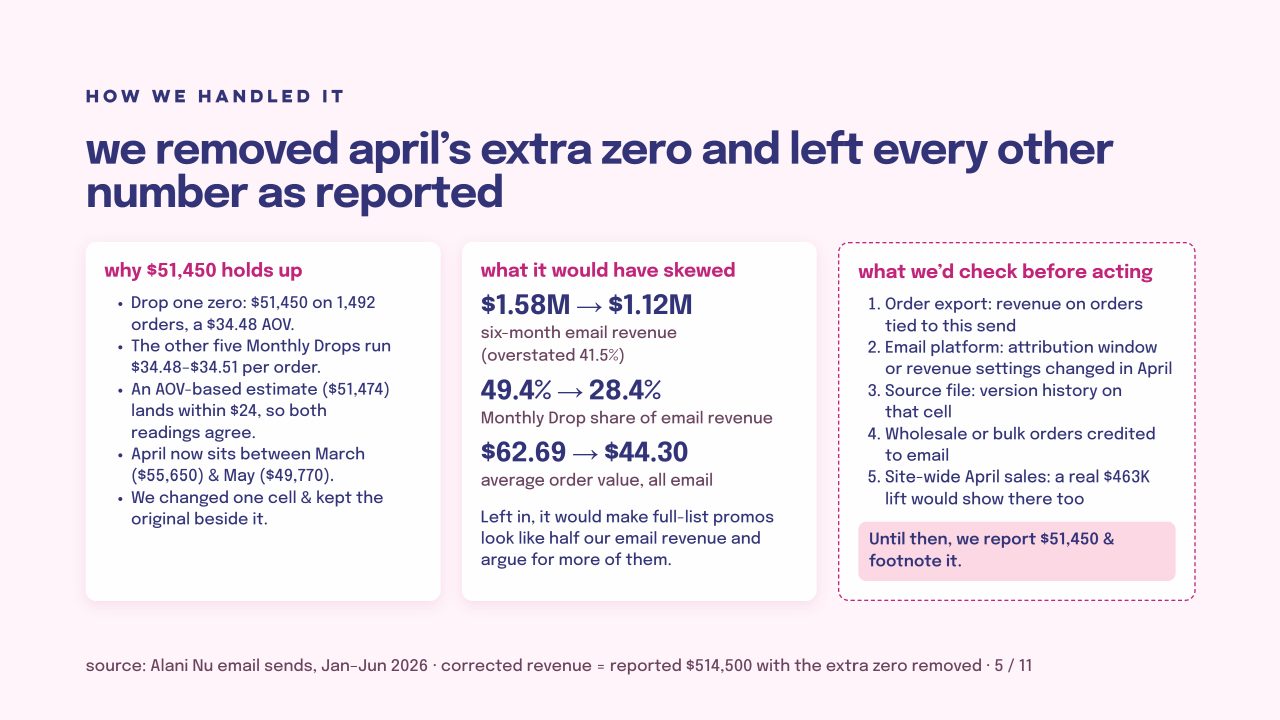 HOW WE HANDLED IT
we removed april’s extra zero and left every other
number as reported
why $51,450 holds up
• Drop one zero: $51,450 on 1,492
orders, a $34.48 AOV.
• The other five Monthly Drops run
$34.48–$34.51 per order.
• An AOV-based estimate ($51,474)
lands within $24, so both
readings agree.
• April now sits between March
($55,650) & May ($49,770).
• We changed one cell & kept the
original beside it.
what it would have skewed
$1.58M → $1.12M
six-month email revenue
(overstated 41.5%)
49.4% → 28.4%
Monthly Drop share of email revenue
$62.69 → $44.30
average order value, all email
Left in, it would make full-list promos
look like half our email revenue and
argue for more of them.
what we’d check before acting
1. Order export: revenue on orders
tied to this send
2. Email platform: attribution window
or revenue settings changed in April
3. Source file: version history on
that cell
4. Wholesale or bulk orders credited
to email
5. Site-wide April sales: a real $463K
lift would show there too
Until then, we report $51,450 &
footnote it.
source: Alani Nu email sends, Jan–Jun 2026 · corrected revenue = reported $514,500 with the extra zero removed · 5 / 11